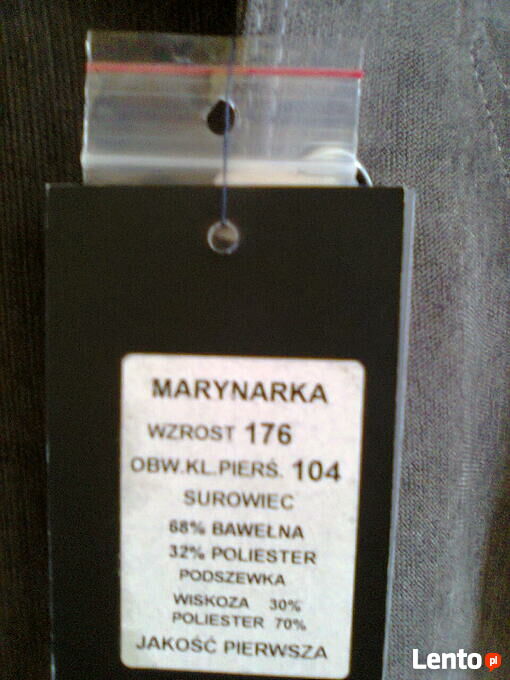 MARYNARKA
WZROST 176
OBW.KL.PIERŚ. 104
SUROWIEC
68% BAWEŁNA
32% POLIESTER
PODSZEWKA
WISKOZA 30%
POLIESTER 70%
JAKOŚĆ PIERWSZA
Lento pl